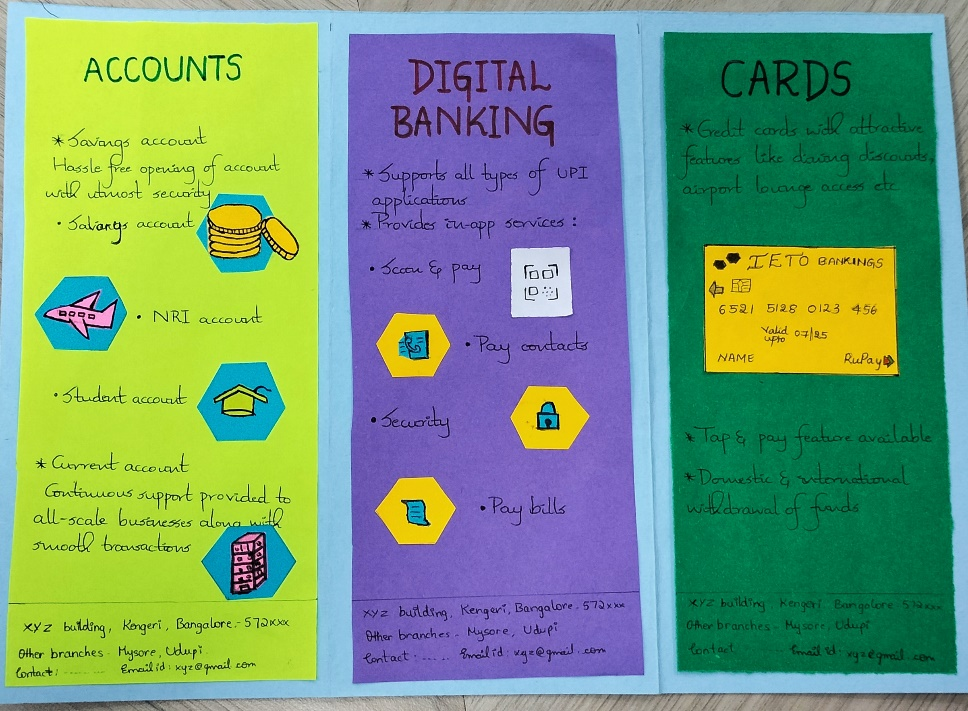 ACCOUNTS
* Savings account
Hassle free opening of account
with utmost security
• Savings account
• NRI account
• Student account
* Current account
Continuous support provided to
all-scale businesses along with
smooth transactions
XYZ building, Kengeri, Bangalore - 572xxx
Other branches - Mysore, Udupi.
Contact: ........ Email id: xyz@gmail.com
DIGITAL
BANKING
* Supports all types of UPI
applications
* Provides in-app services:
• Scan & pay
• Pay contacts
• Security
• Pay bills
XYZ building, Kengeri, Bangalore - 572xxx
Other branches - Mysore, Udupi
Contact: ...... Email id: xyz@gmail.com
CARDS
* Credit cards with attractive
features like dining discounts,
airport lounge access etc
IETO BANKINGS
6521 5128 0123 456
Valid
upto 07/25
NAME RuPay
* Tap & pay feature available
* Domestic & international
withdrawal of funds
XYZ building, Kengeri, Bangalore 572xxx
Other branches - Mysore, Udupi
Contact Email id: xyz@gmail.com